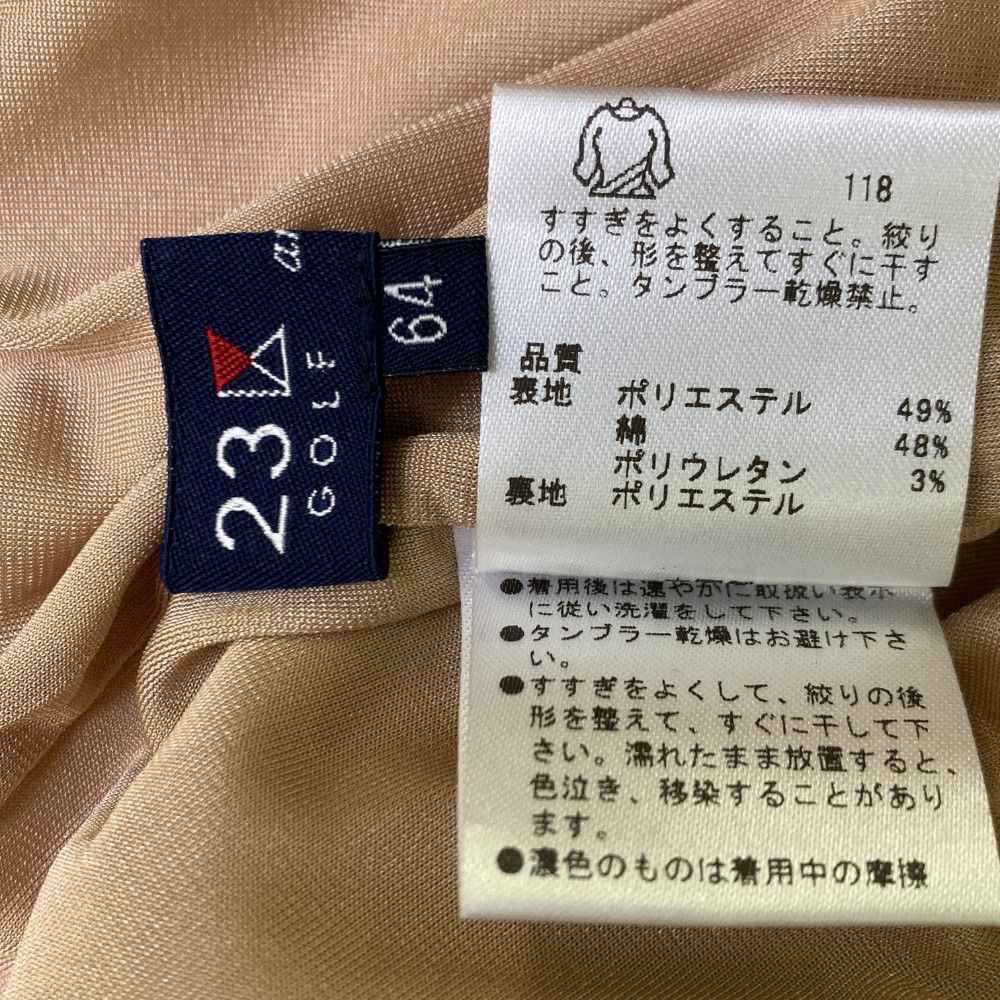 23
GOLF
64
118
すすぎをよくすること。絞り
の後、形を整えてすぐに干す
こと。タンブラー乾燥禁止。
品質
表地 ポリエステル 49%
綿 48%
ポリウレタン 3%
裏地 ポリエステル
●着用後は速やかに取扱い表示
に従い洗濯をして下さい。
●タンブラー乾燥はお避け下さ
い。
●すすぎをよくして、絞りの後
形を整えて、すぐに干して下
さい。濡れたまま放置すると、
色泣き、移染することがあり
ます。
●濃色のものは着用中の摩擦